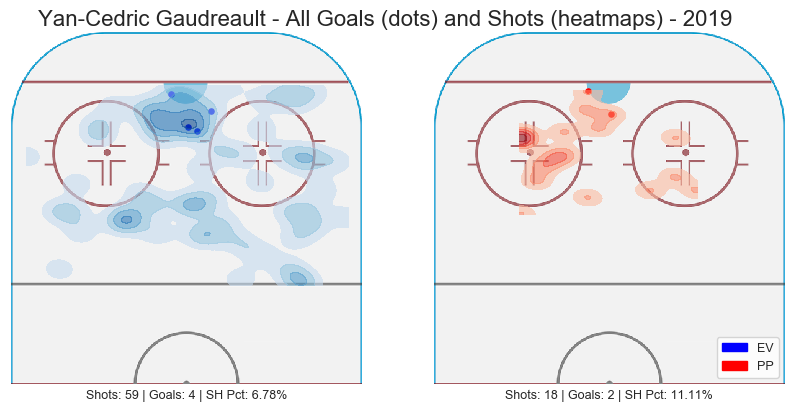 Yan-Cedric Gaudreault - All Goals (dots) and Shots (heatmaps) - 2019
EV
PP
Shots: 59 | Goals: 4 | SH Pct: 6.78%
Shots: 18 | Goals: 2 | SH Pct: 11.11%